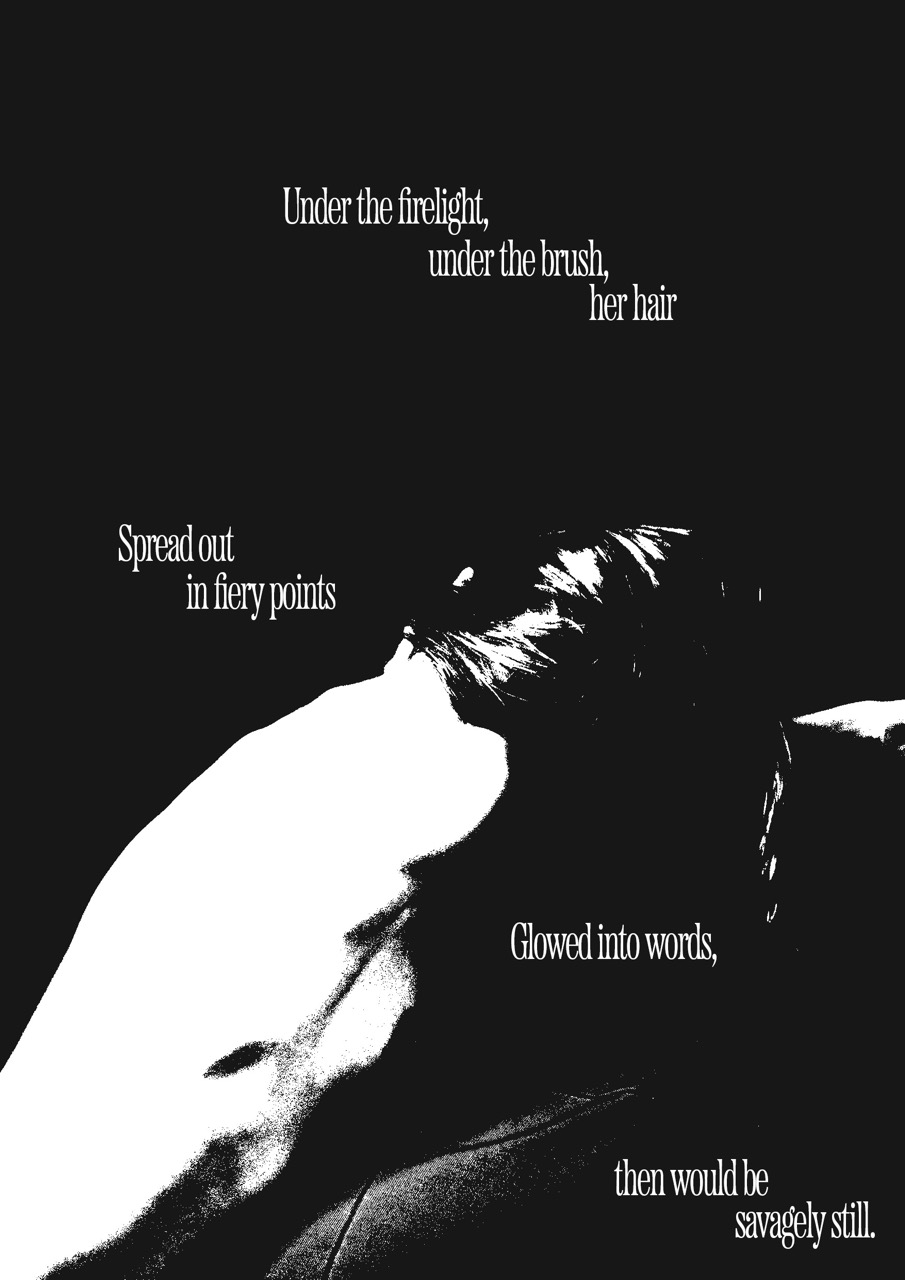 Under the firelight,
under the brush,
her hair
Spread out
in fiery points
Glowed into words,
then would be
savagely still.